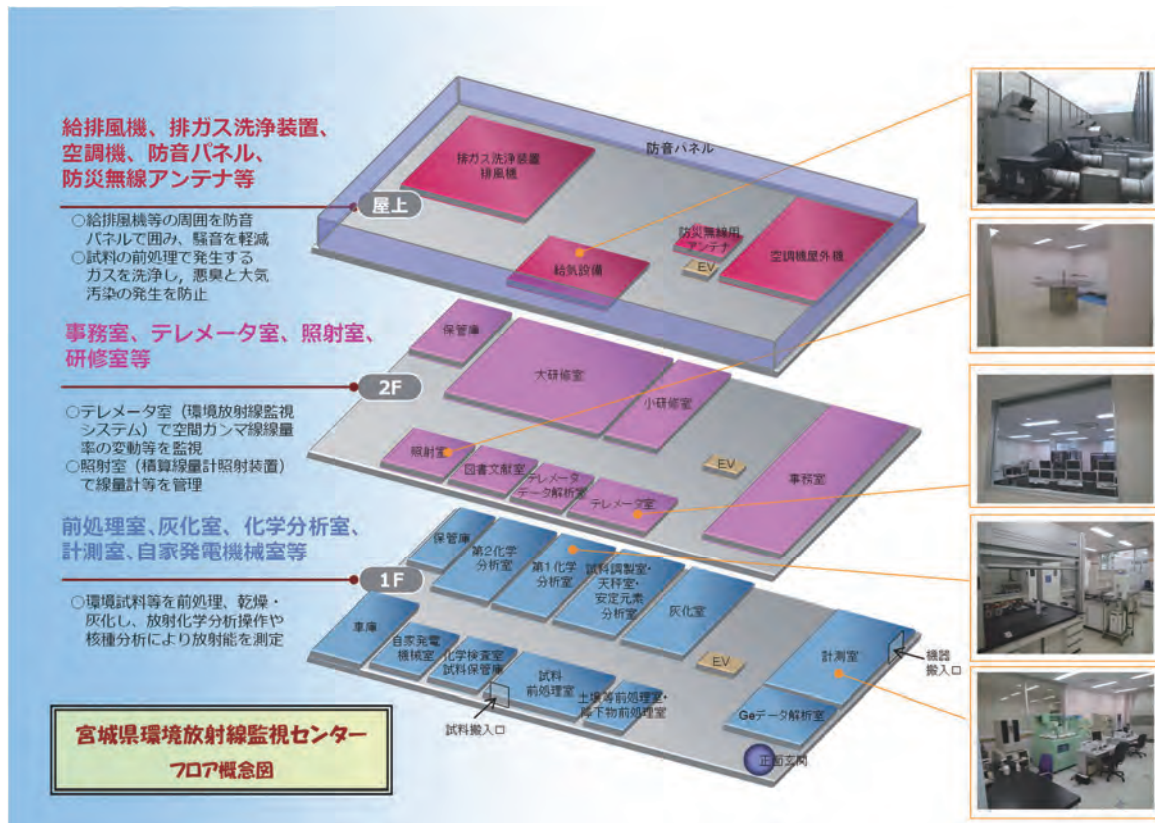 給排風機、排ガス洗浄装置、
空調機、防音パネル、
防災無線アンテナ等
屋上
○給排風機等の周囲を防音
パネルで囲み、騒音を軽減
○試料の前処理で発生する
ガスを洗浄し，悪臭と大気
汚染の発生を防止
防音パネル
排ガス洗浄装置
排風機
防災無線用
アンテナ
EV
給気設備
空調機屋外機
事務室、テレメータ室、照射室、
研修室等
2F
○テレメータ室（環境放射線監視
システム）で空間ガンマ線線量
率の変動等を監視
○照射室（積算線量計照射装置）
で線量計等を管理
保管庫
大研修室
小研修室
照射室
図書文献室
テレメータ
データ解析室
テレメータ室
EV
事務室
前処理室、灰化室、化学分析室、
計測室、自家発電機械室等
1F
○環境試料等を前処理、乾燥・
灰化し、放射化学分析操作や
核種分析により放射能を測定
保管庫
第2化学
分析室
第1化学
分析室
試料調製室・
天秤室・
安定元素
分析室
灰化室
車庫
自家発電
機械室
化学検査室
試料保管庫
試料
前処理室
土壌等前処理室・
降下物前処理室
EV
計測室
Geデータ解析室
機器
搬入口
試料搬入口
正面玄関
宮城県環境放射線監視センター
フロア概念図